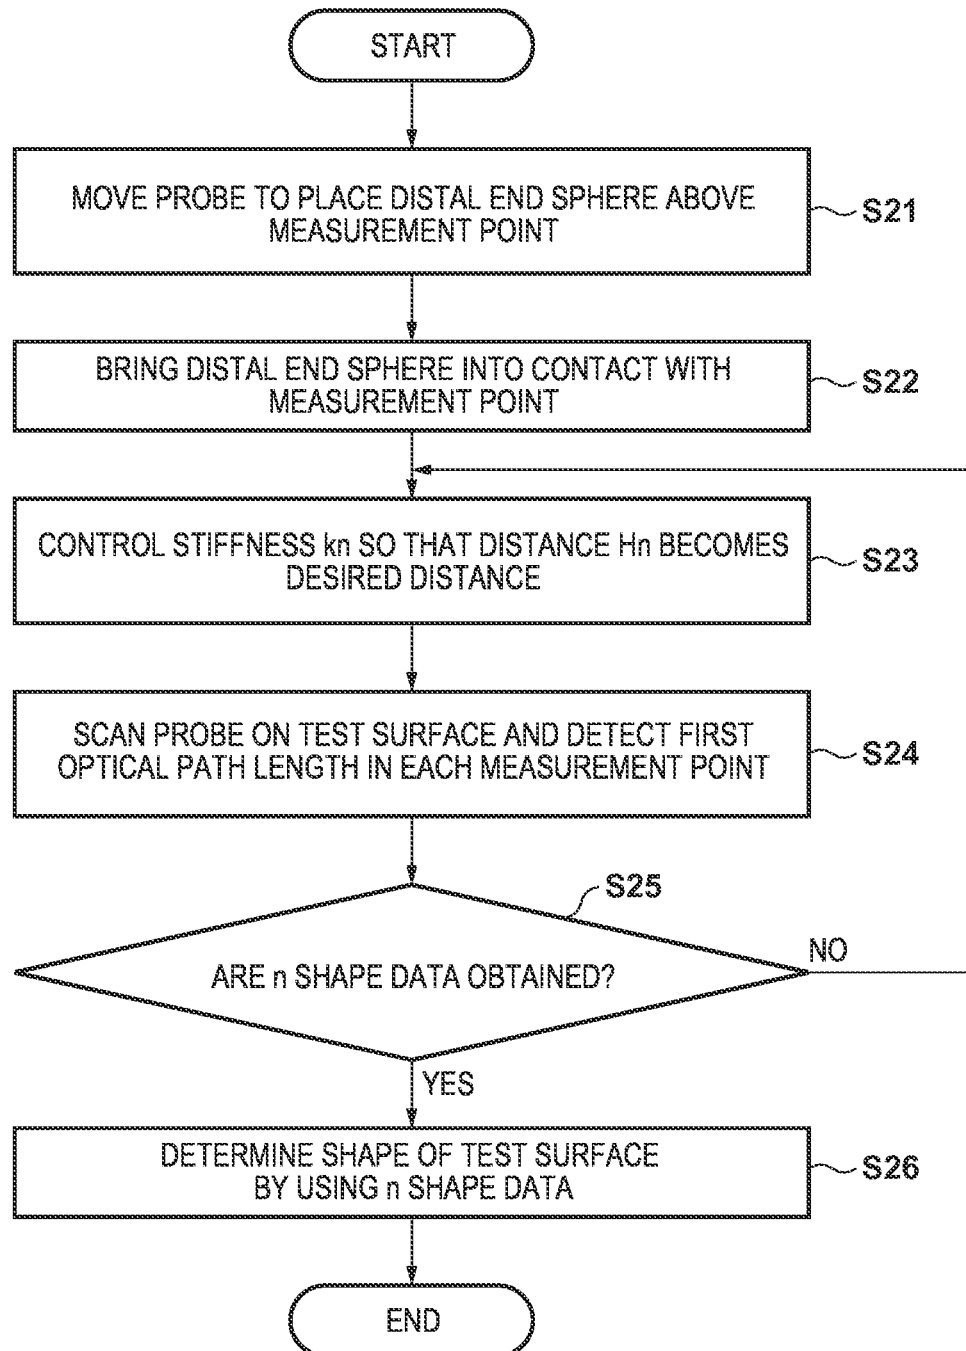 START
MOVE PROBE TO PLACE DISTAL END SPHERE ABOVE
MEASUREMENT POINT
S21
BRING DISTAL END SPHERE INTO CONTACT WITH
MEASUREMENT POINT
S22
CONTROL STIFFNESS kn SO THAT DISTANCE Hn BECOMES
DESIRED DISTANCE
S23
SCAN PROBE ON TEST SURFACE AND DETECT FIRST
OPTICAL PATH LENGTH IN EACH MEASUREMENT POINT
S24
S25
ARE n SHAPE DATA OBTAINED?
NO
YES
DETERMINE SHAPE OF TEST SURFACE
BY USING n SHAPE DATA
S26
END